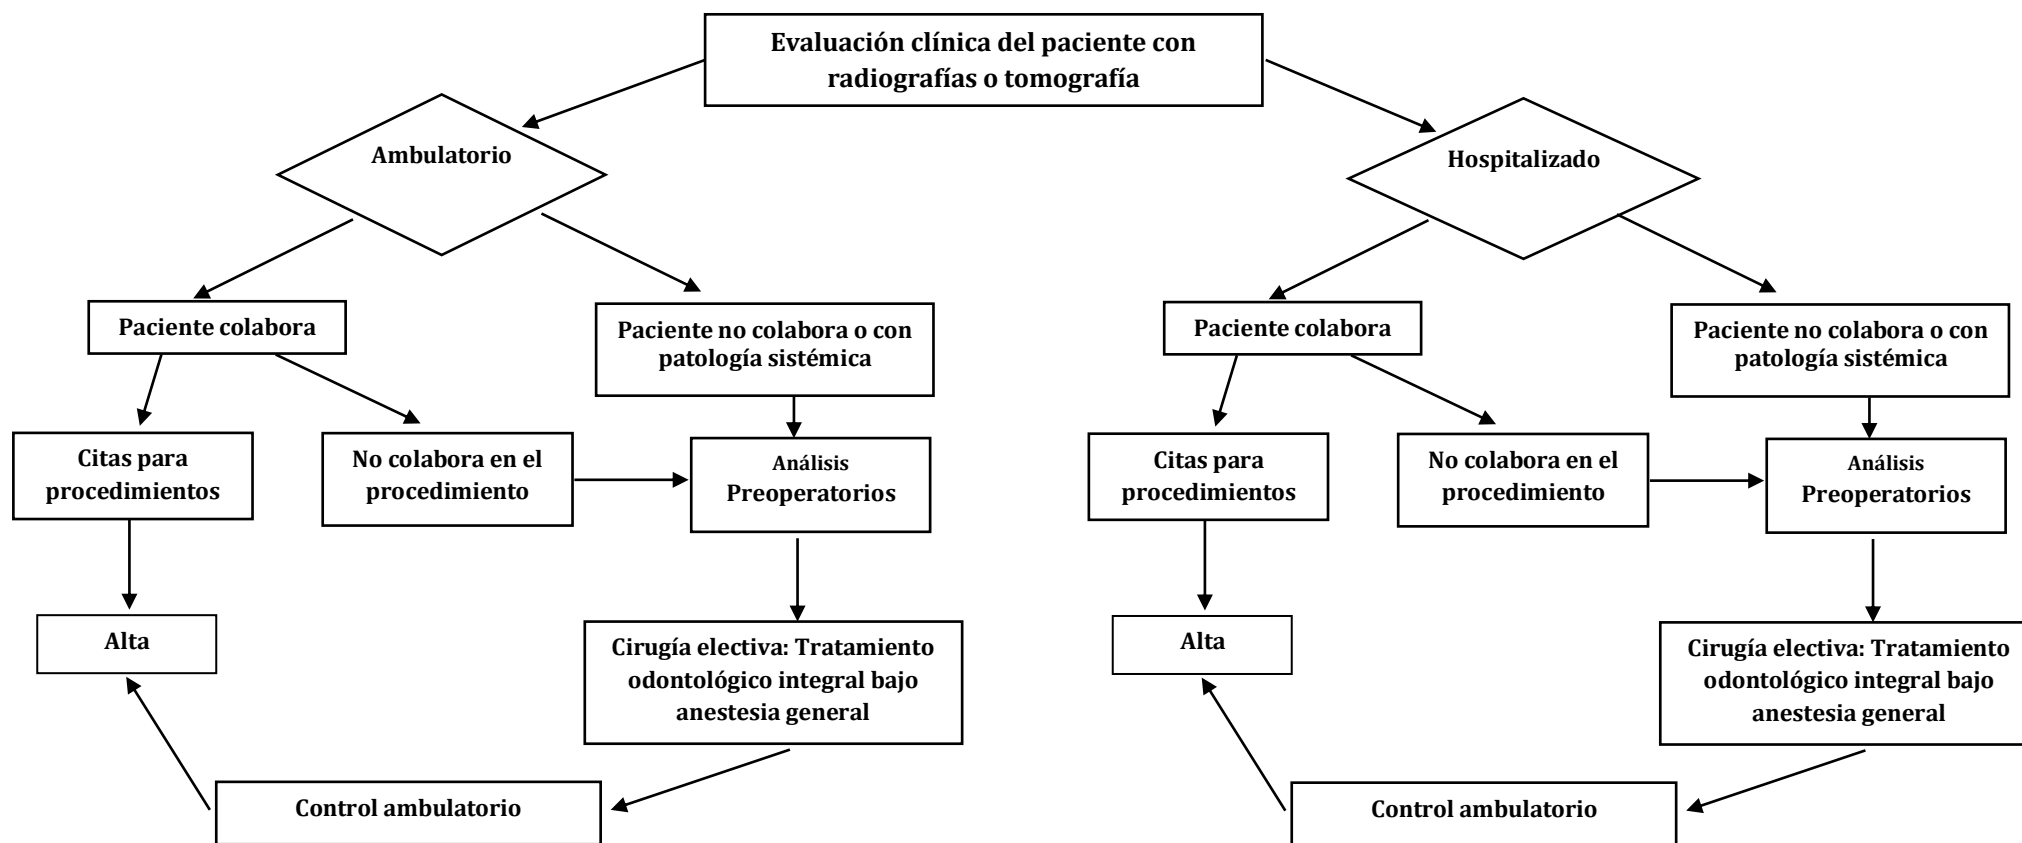 Evaluación clínica del paciente con
radiografías o tomografía
Ambulatorio
Hospitalizado
Paciente colabora
Paciente no colabora o con
patología sistémica
Paciente colabora
Paciente no colabora o con
patología sistémica
Citas para
procedimientos
No colabora en el
procedimiento
Análisis
Preoperatorios
Citas para
procedimientos
No colabora en el
procedimiento
Análisis
Preoperatorios
Alta
Cirugía electiva: Tratamiento
odontológico integral bajo
anestesia general
Alta
Cirugía electiva: Tratamiento
odontológico integral bajo
anestesia general
Control ambulatorio
Control ambulatorio